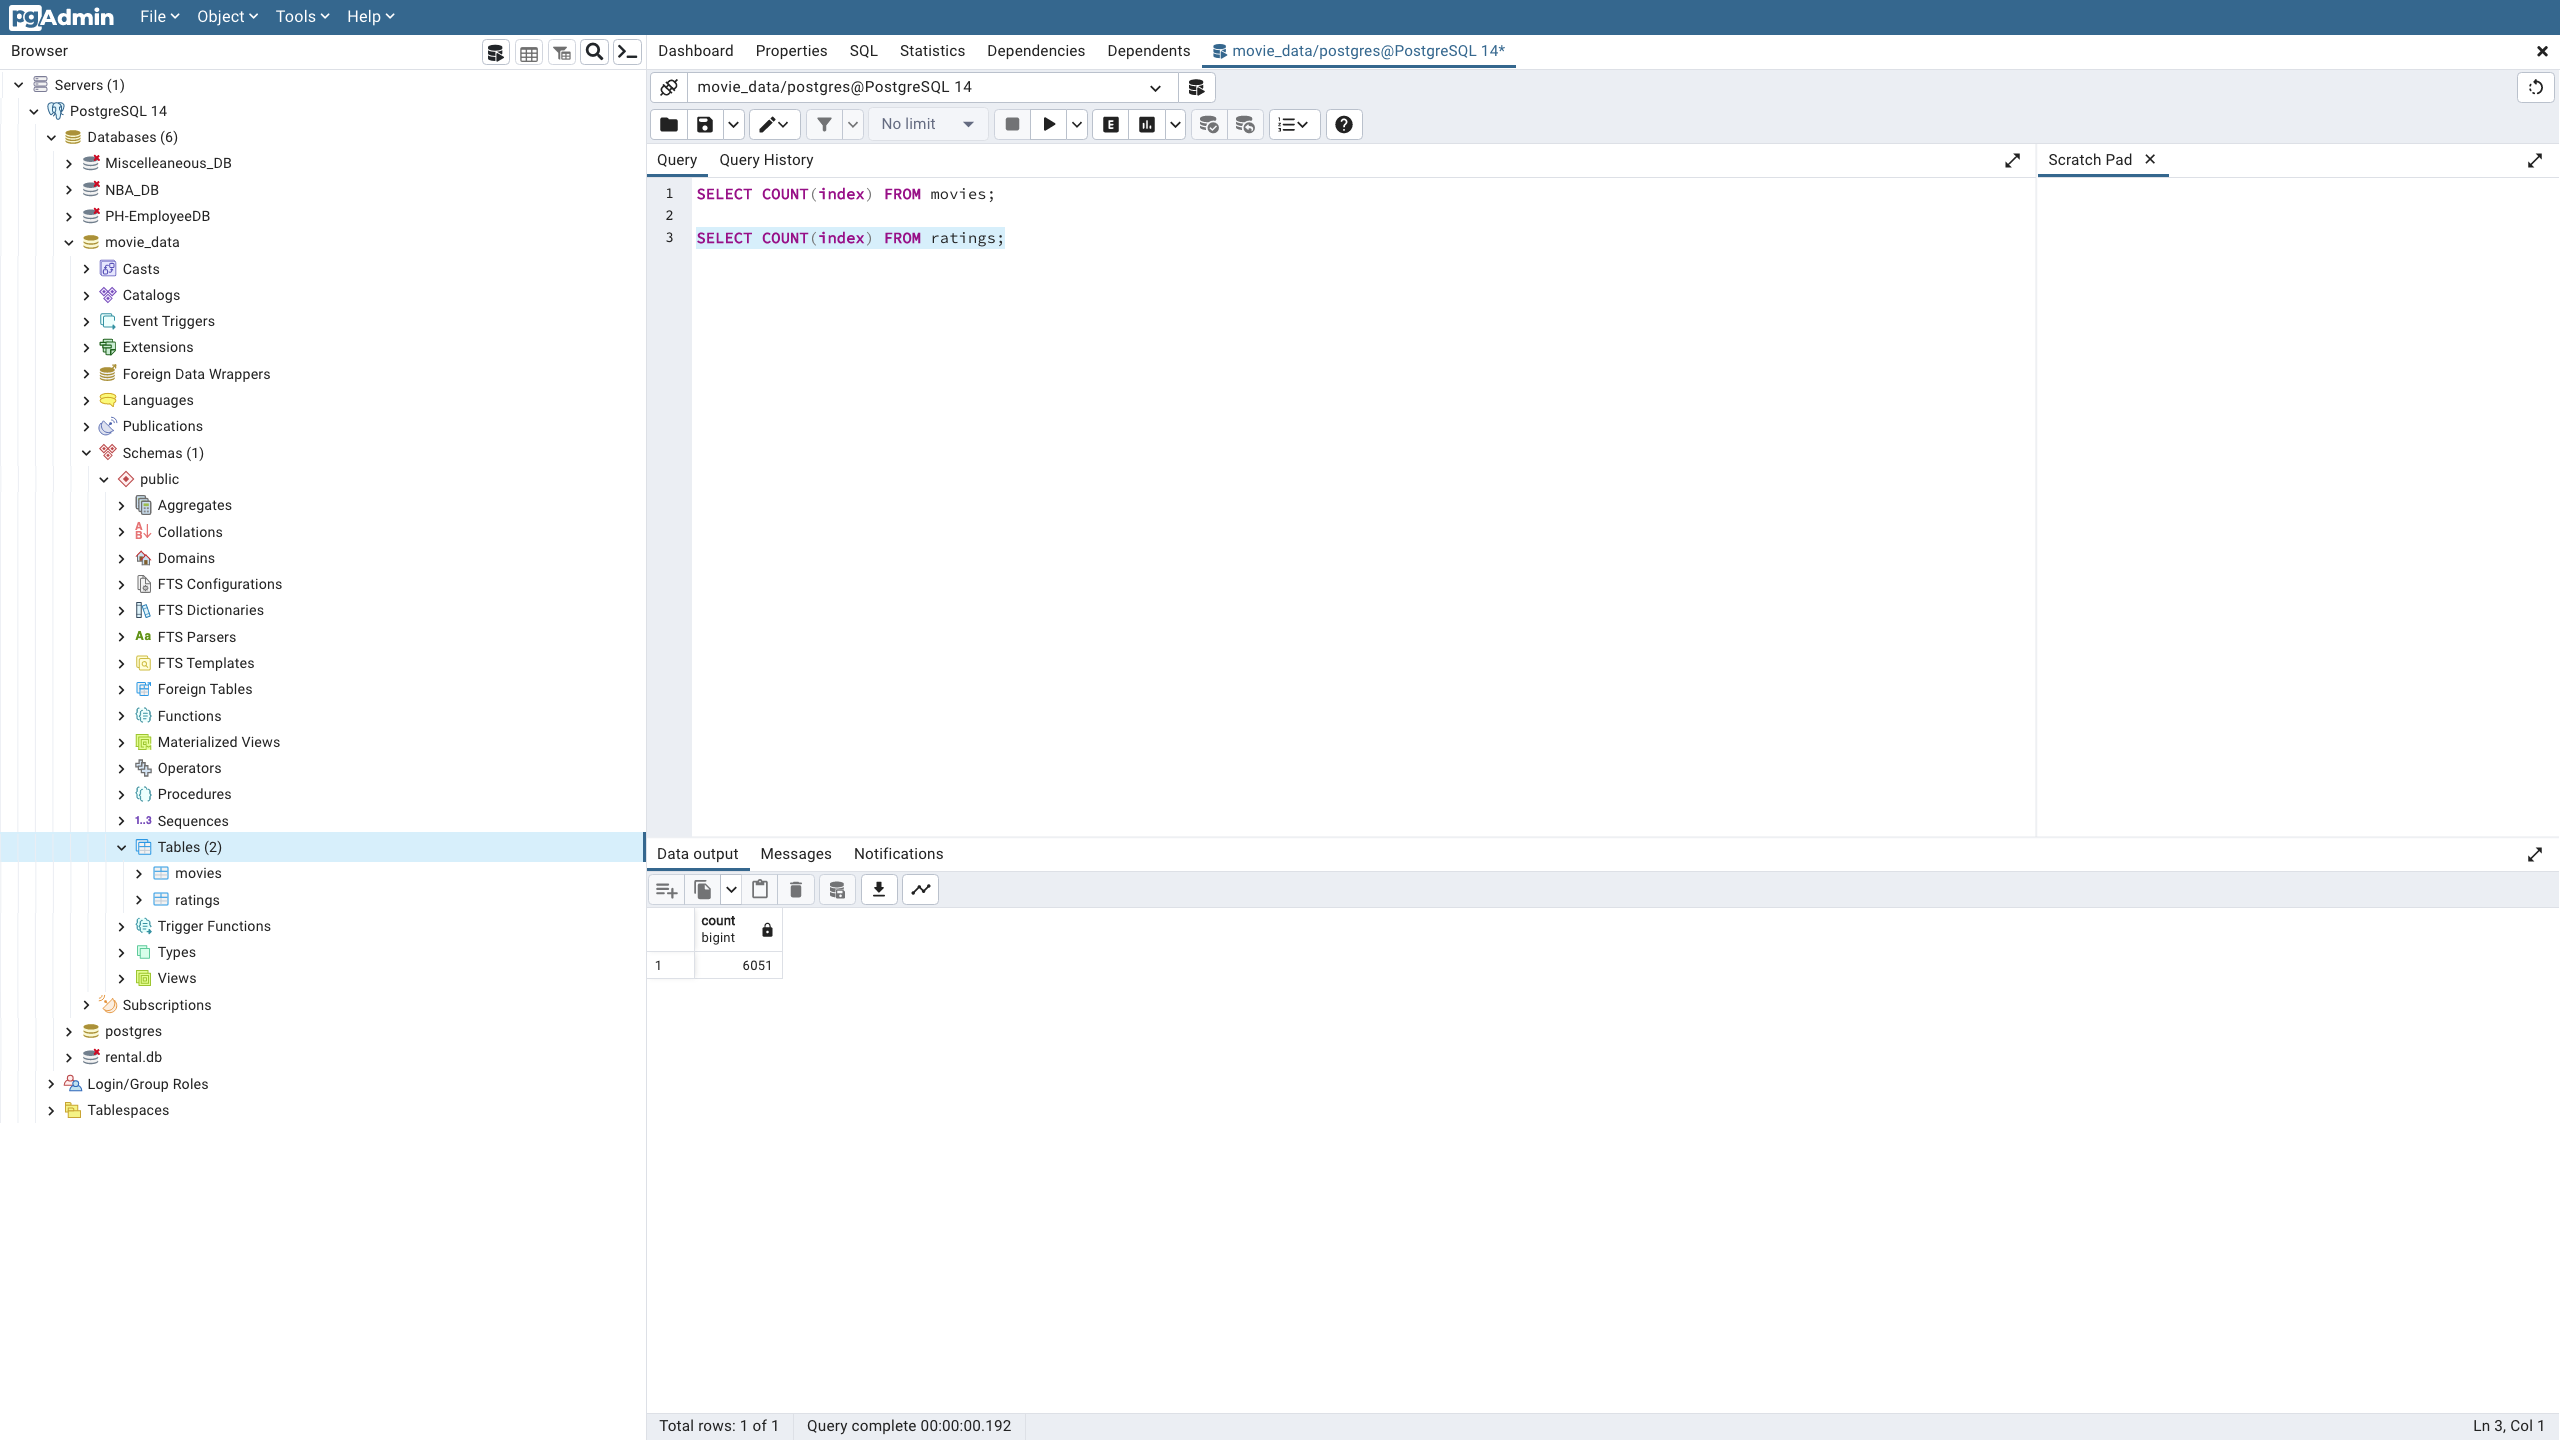 pgAdmin File Object Tools Help
Browser
Dashboard Properties SQL Statistics Dependencies Dependents movie_data/postgres@PostgreSQL 14*
Servers (1)
PostgreSQL 14
Databases (6)
Miscelleaneous_DB
NBA_DB
PH-EmployeeDB
movie_data
Casts
Catalogs
Event Triggers
Extensions
Foreign Data Wrappers
Languages
Publications
Schemas (1)
public
Aggregates
Collations
Domains
FTS Configurations
FTS Dictionaries
Aa FTS Parsers
FTS Templates
Foreign Tables
Functions
Materialized Views
Operators
Procedures
1..3 Sequences
Tables (2)
movies
ratings
Trigger Functions
Types
Views
Subscriptions
postgres
rental.db
Login/Group Roles
Tablespaces
movie_data/postgres@PostgreSQL 14
No limit
E
Query Query History
Scratch Pad
1 SELECT COUNT(index) FROM movies;
2
3 SELECT COUNT(index) FROM ratings;
Data output Messages Notifications
count
bigint
1 6051
Total rows: 1 of 1 Query complete 00:00:00.192 Ln 3, Col 1